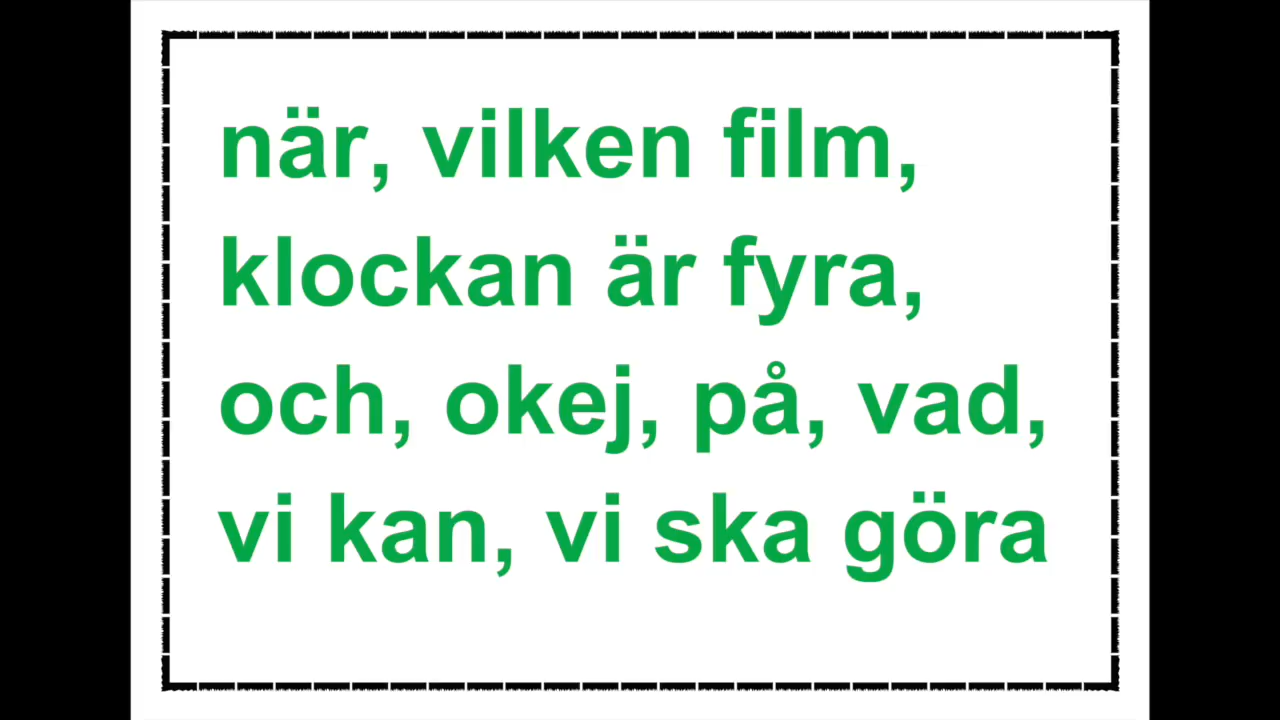 när, vilken film,
klockan är fyra,
och, okej, på, vad,
vi kan, vi ska göra